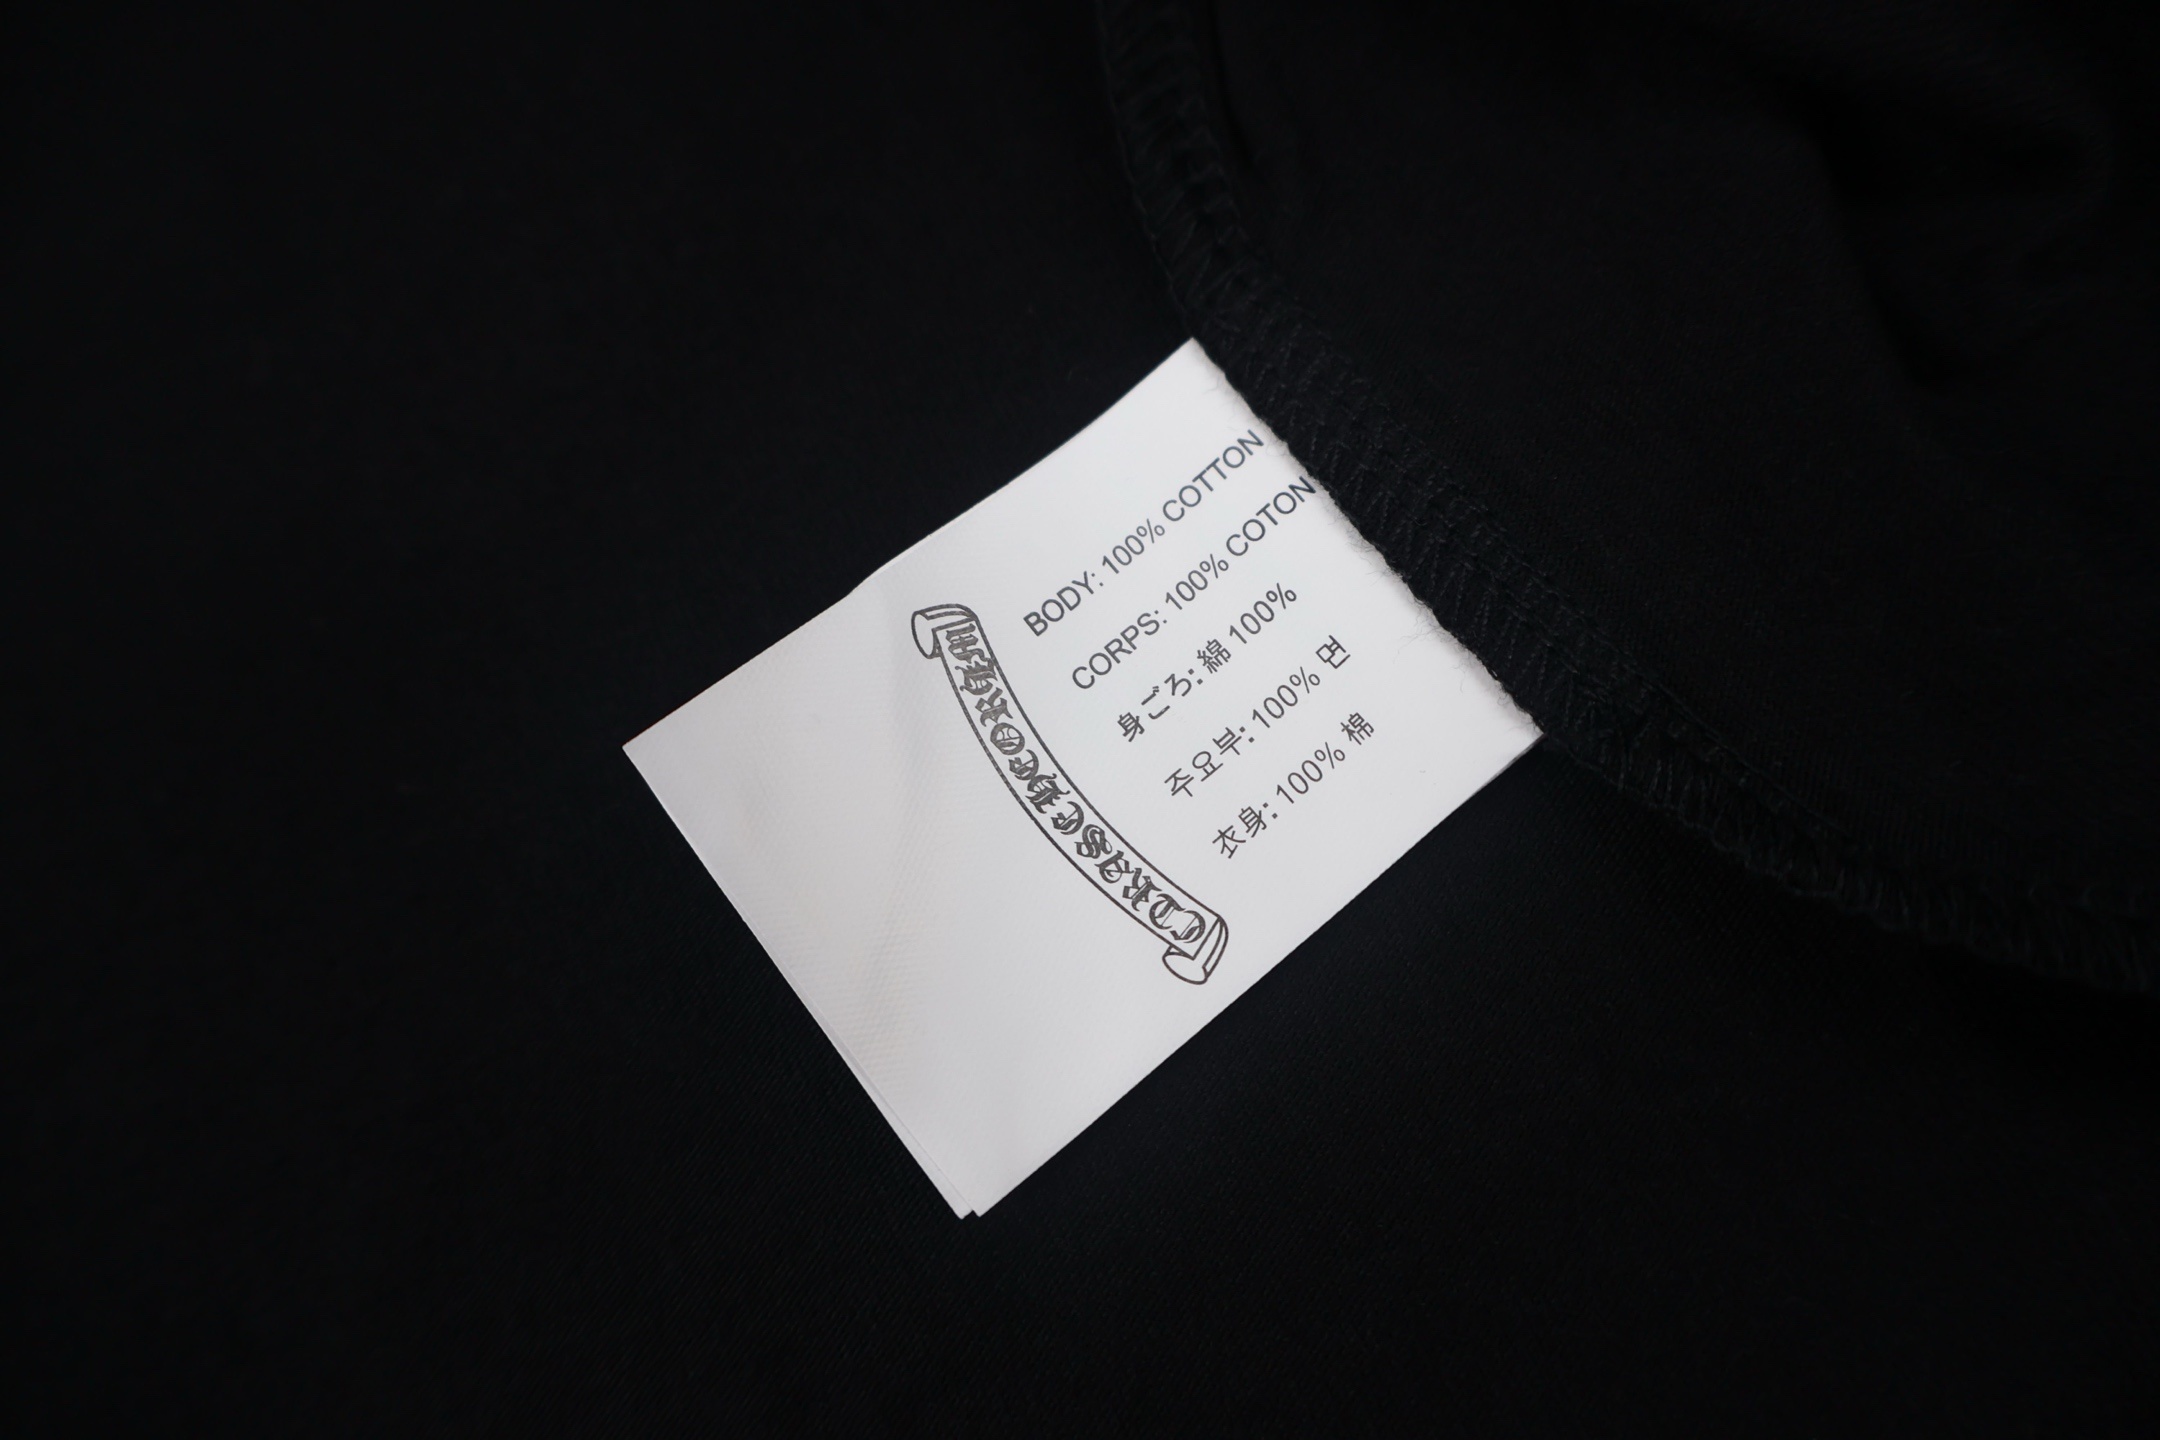 BODY: 100% COTTON
CORPS: 100% COTON
身ごろ: 綿 100%
주요부: 100% 면
衣身: 100% 棉